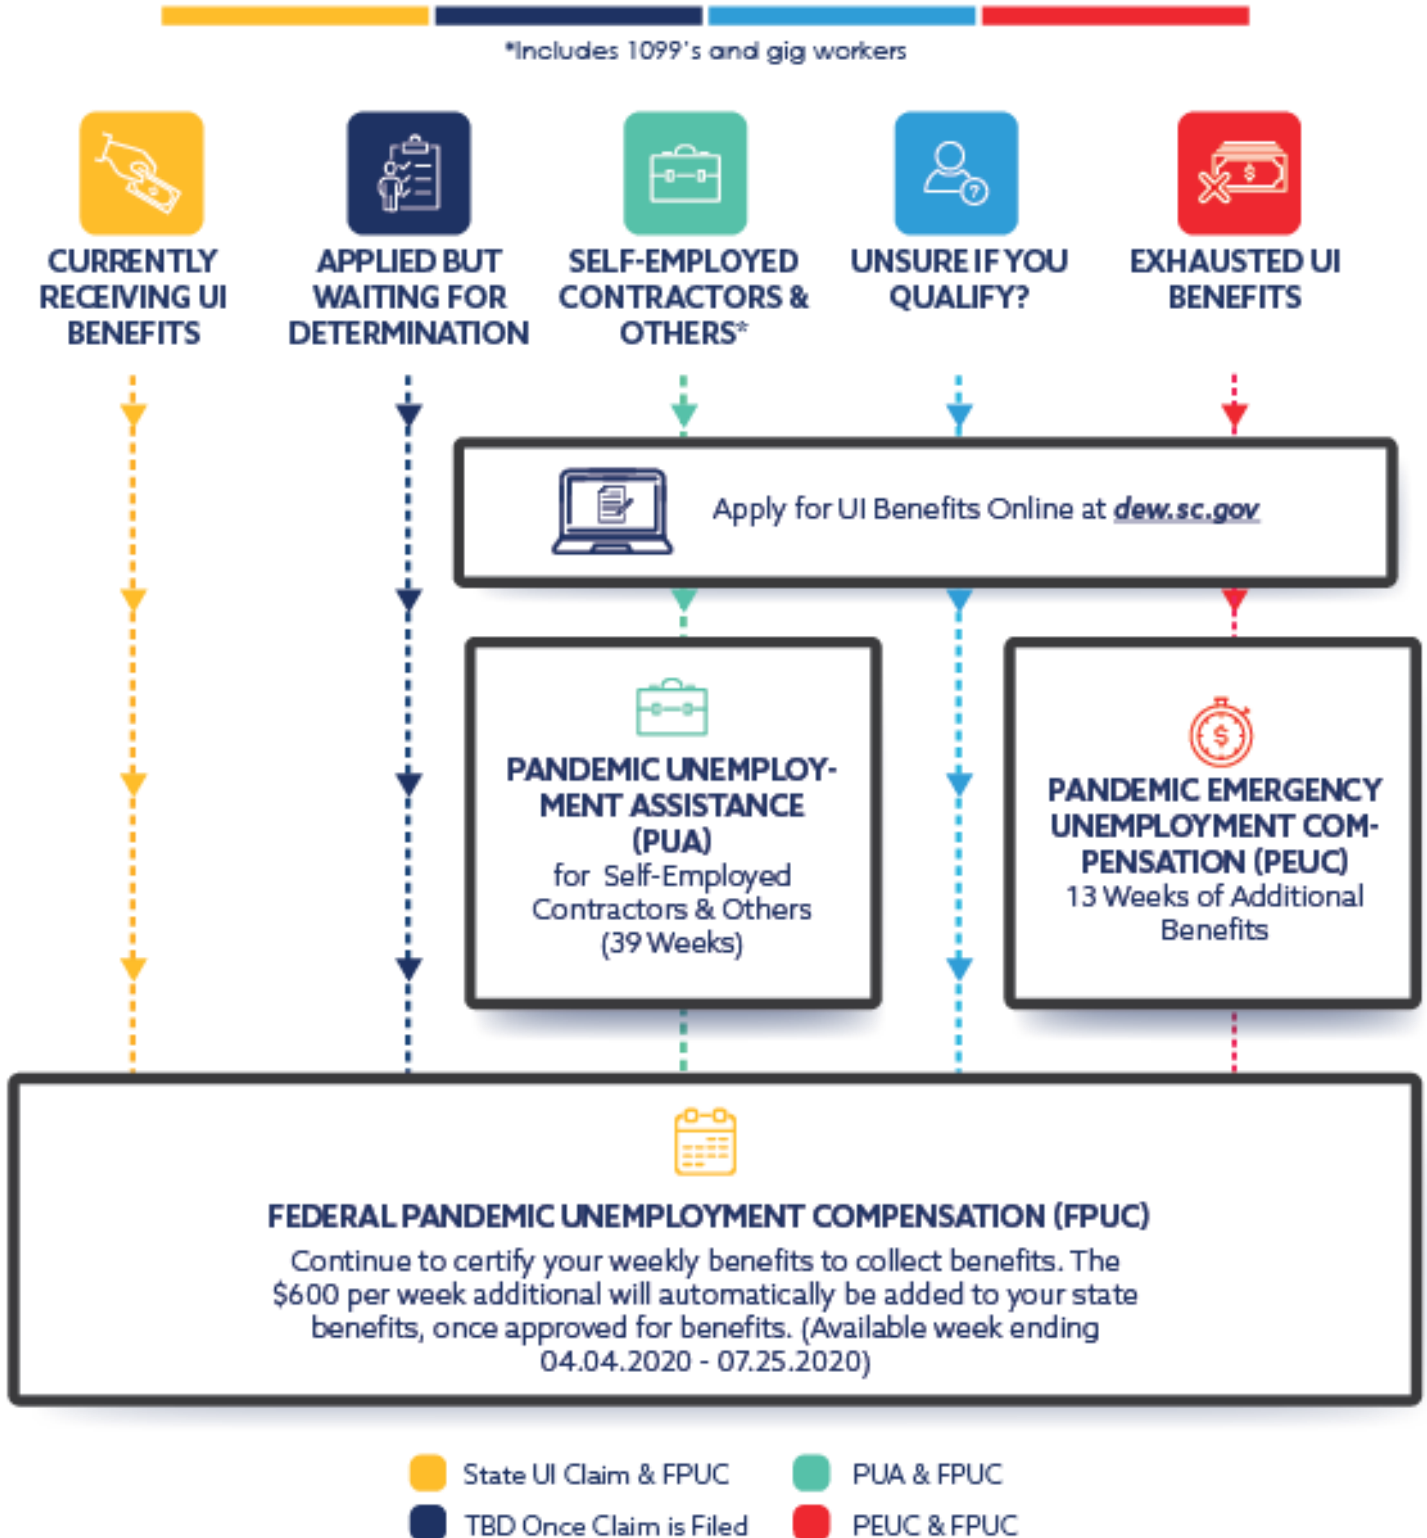 *Includes 1099's and gig workers
CURRENTLY
RECEIVING UI
BENEFITS
APPLIED BUT
WAITING FOR
DETERMINATION
SELF-EMPLOYED
CONTRACTORS &
OTHERS*
UNSURE IF YOU
QUALIFY?
EXHAUSTED UI
BENEFITS
Apply for UI Benefits Online at dew.sc.gov
PANDEMIC UNEMPLOY-
MENT ASSISTANCE
(PUA)
for Self-Employed
Contractors & Others
(39 Weeks)
PANDEMIC EMERGENCY
UNEMPLOYMENT COM-
PENSATION (PEUC)
13 Weeks of Additional
Benefits
FEDERAL PANDEMIC UNEMPLOYMENT COMPENSATION (FPUC)
Continue to certify your weekly benefits to collect benefits. The
$600 per week additional will automatically be added to your state
benefits, once approved for benefits. (Available week ending
04.04.2020 - 07.25.2020)
State UI Claim & FPUC
PUA & FPUC
TBD Once Claim is Filed
PEUC & FPUC